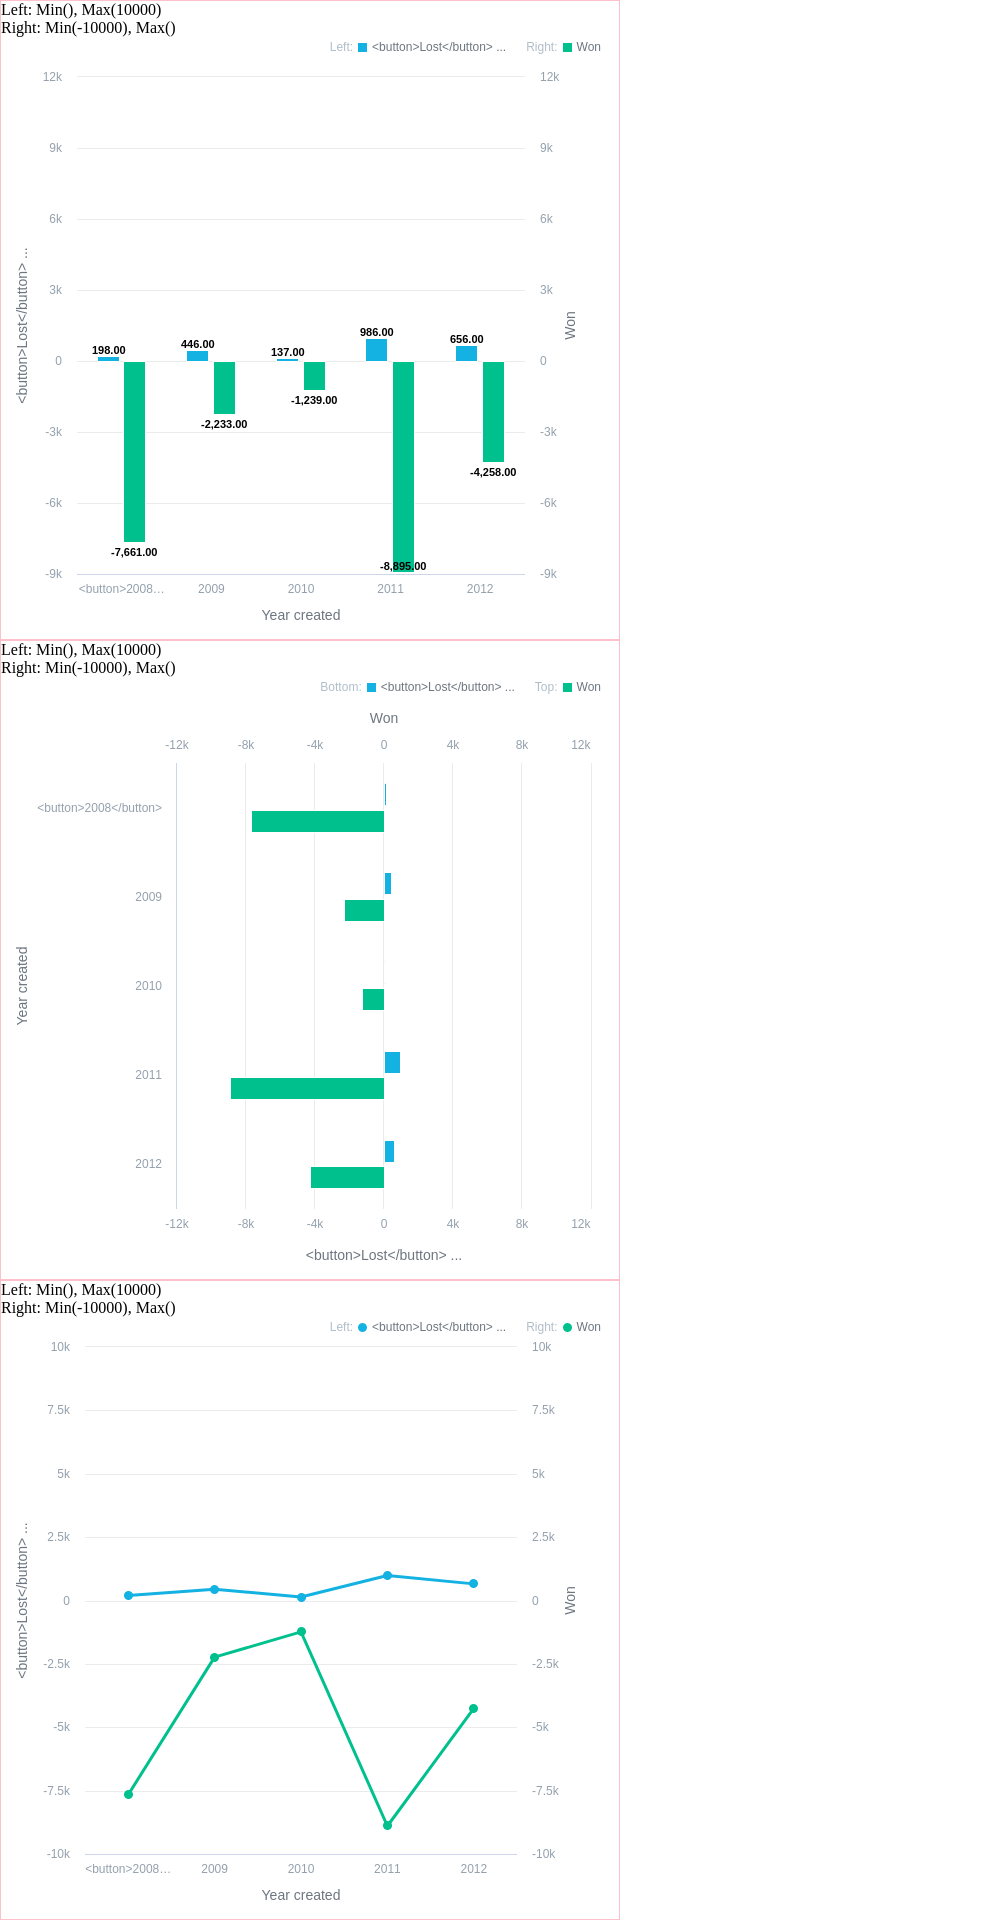 Left: Min(), Max(10000)
Right: Min(-10000), Max()
Left: <button>Lost</button> ... Right: Won
12k 12k
9k 9k
6k 6k
3k 3k
0 0
-3k -3k
-6k -6k
-9k -9k
<button>Lost</button> ...
Won
198.00 446.00 137.00 986.00 656.00
-7,661.00 -2,233.00 -1,239.00 -8,895.00 -4,258.00
<button>2008… 2009 2010 2011 2012
Year created
Left: Min(), Max(10000)
Right: Min(-10000), Max()
Bottom: <button>Lost</button> ... Top: Won
Won
-12k -8k -4k 0 4k 8k 12k
<button>2008</button>
2009
2010
2011
2012
Year created
-12k -8k -4k 0 4k 8k 12k
<button>Lost</button> ...
Left: Min(), Max(10000)
Right: Min(-10000), Max()
Left: <button>Lost</button> ... Right: Won
10k 10k
7.5k 7.5k
5k 5k
2.5k 2.5k
0 0
-2.5k -2.5k
-5k -5k
-7.5k -7.5k
-10k -10k
<button>Lost</button> ...
Won
<button>2008… 2009 2010 2011 2012
Year created